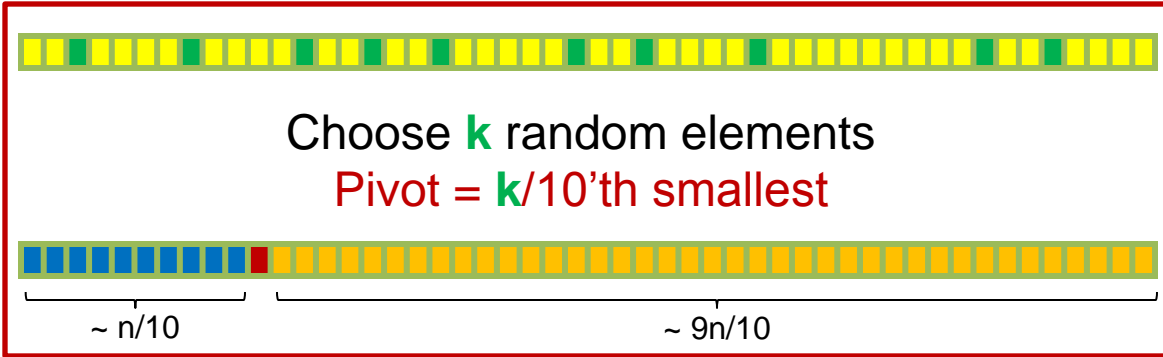 Choose k random elements
Pivot = k/10’th smallest
~ n/10
~ 9n/10